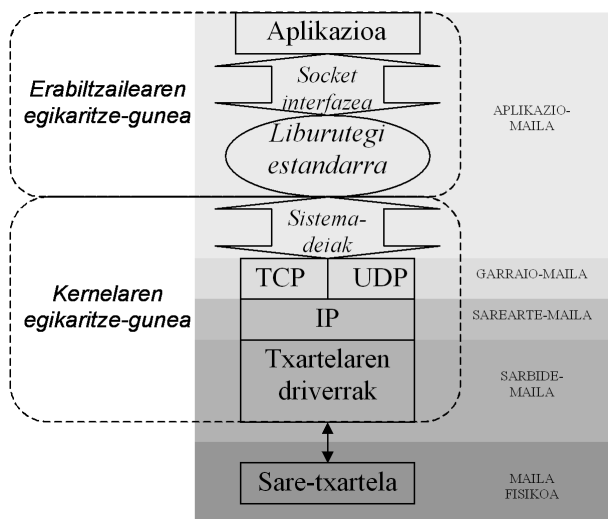 Aplikazioa
Erabiltzailearen
egikaritze-gunea
Socket
interfazea
Liburutegi
estandarra
APLIKAZIO-
MAILA
Sistema-
deiak
Kernelaren
egikaritze-gunea
TCP
UDP
GARRAIO-MAILA
IP
SAREARTE-MAILA
Txartelaren
driverrak
SARBIDE-
MAILA
Sare-txartela
MAILA
FISIKOA